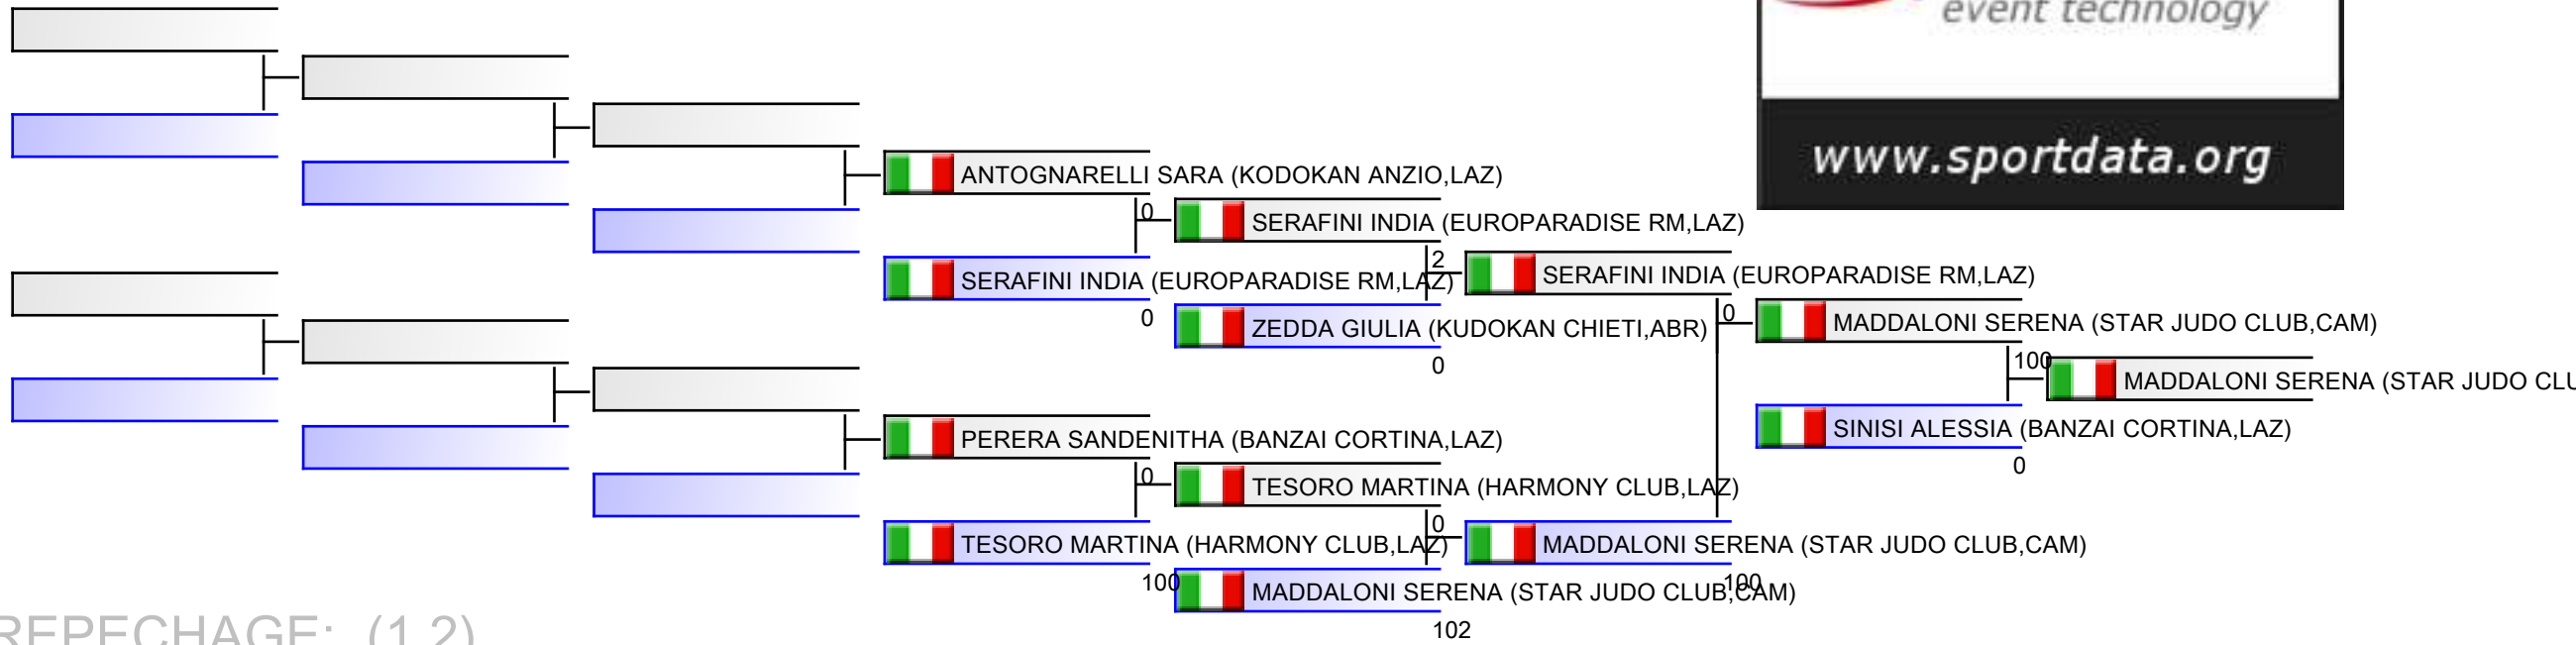 event technology
www.sportdata.org
ANTOGNARELLI SARA (KODOKAN ANZIO,LAZ)
0
SERAFINI INDIA (EUROPARADISE RM,LAZ)
2
SERAFINI INDIA (EUROPARADISE RM,LAZ)
SERAFINI INDIA (EUROPARADISE RM,LAZ)
0
0
MADDALONI SERENA (STAR JUDO CLUB,CAM)
ZEDDA GIULIA (KUDOKAN CHIETI,ABR)
0
100
MADDALONI SERENA (STAR JUDO CLU
SINISI ALESSIA (BANZAI CORTINA,LAZ)
0
PERERA SANDENITHA (BANZAI CORTINA,LAZ)
0
TESORO MARTINA (HARMONY CLUB,LAZ)
0
TESORO MARTINA (HARMONY CLUB,LAZ)
MADDALONI SERENA (STAR JUDO CLUB,CAM)
100
100
MADDALONI SERENA (STAR JUDO CLUB,CAM)
102
REPECHAGE: (1,2)